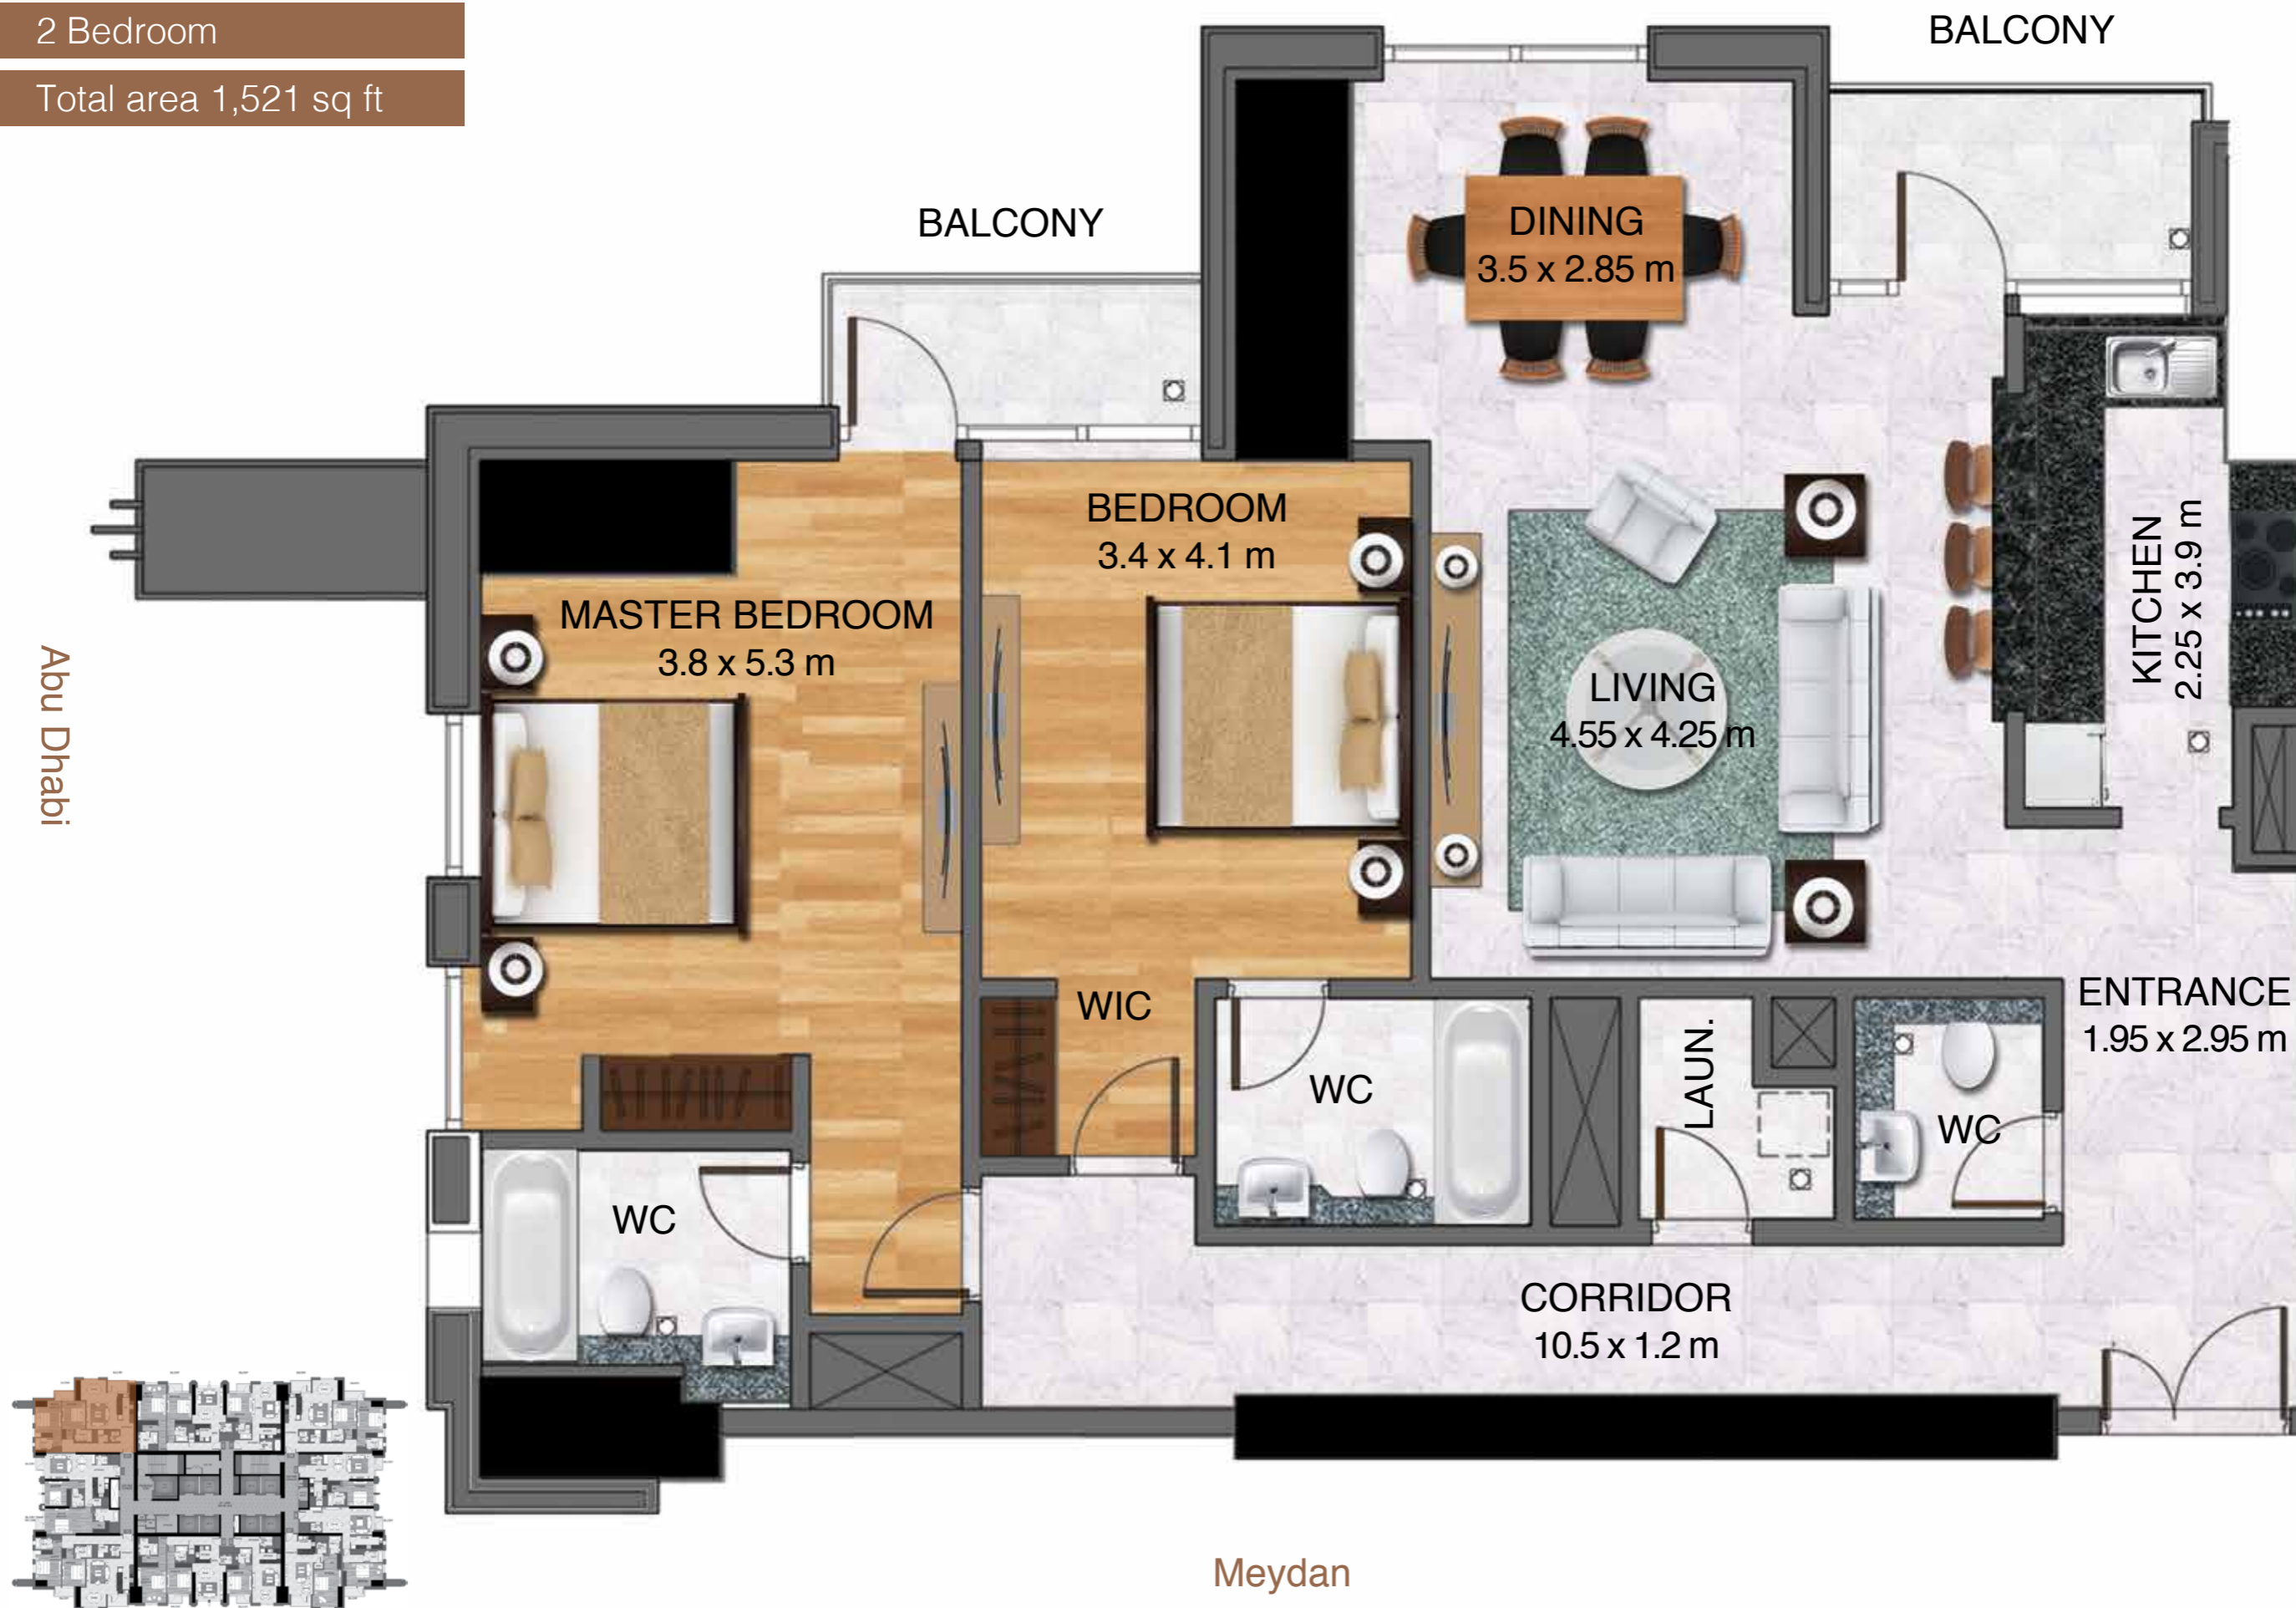 2 Bedroom
Total area 1,521 sq ft
BALCONY
BALCONY
DINING
3.5 x 2.85 m
BEDROOM
3.4 x 4.1 m
MASTER BEDROOM
3.8 x 5.3 m
LIVING
4.55 x 4.25 m
KITCHEN
2.25 x 3.9 m
Abu Dhabi
WIC
ENTRANCE
1.95 x 2.95 m
LAUN.
WC
WC
WC
CORRIDOR
10.5 x 1.2 m
Meydan